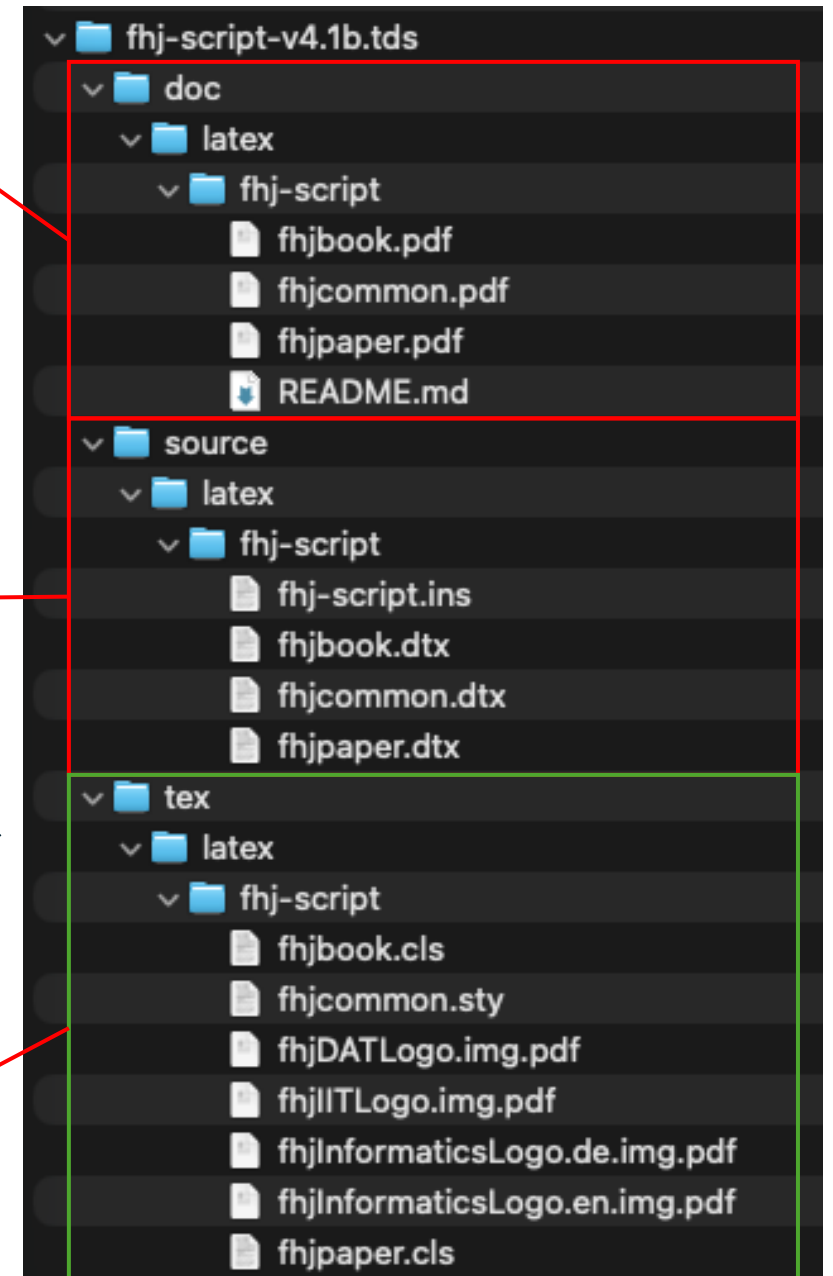 fhj-script-v4.1b.tds
doc
latex
fhj-script
fhjbook.pdf
fhjcommon.pdf
fhjpaper.pdf
README.md
source
latex
fhj-script
fhj-script.ins
fhjbook.dtx
fhjcommon.dtx
fhjpaper.dtx
tex
latex
fhj-script
fhjbook.cls
fhjcommon.sty
fhjDATLogo.img.pdf
fhjIITLogo.img.pdf
fhjInformaticsLogo.de.img.pdf
fhjInformaticsLogo.en.img.pdf
fhjpaper.cls